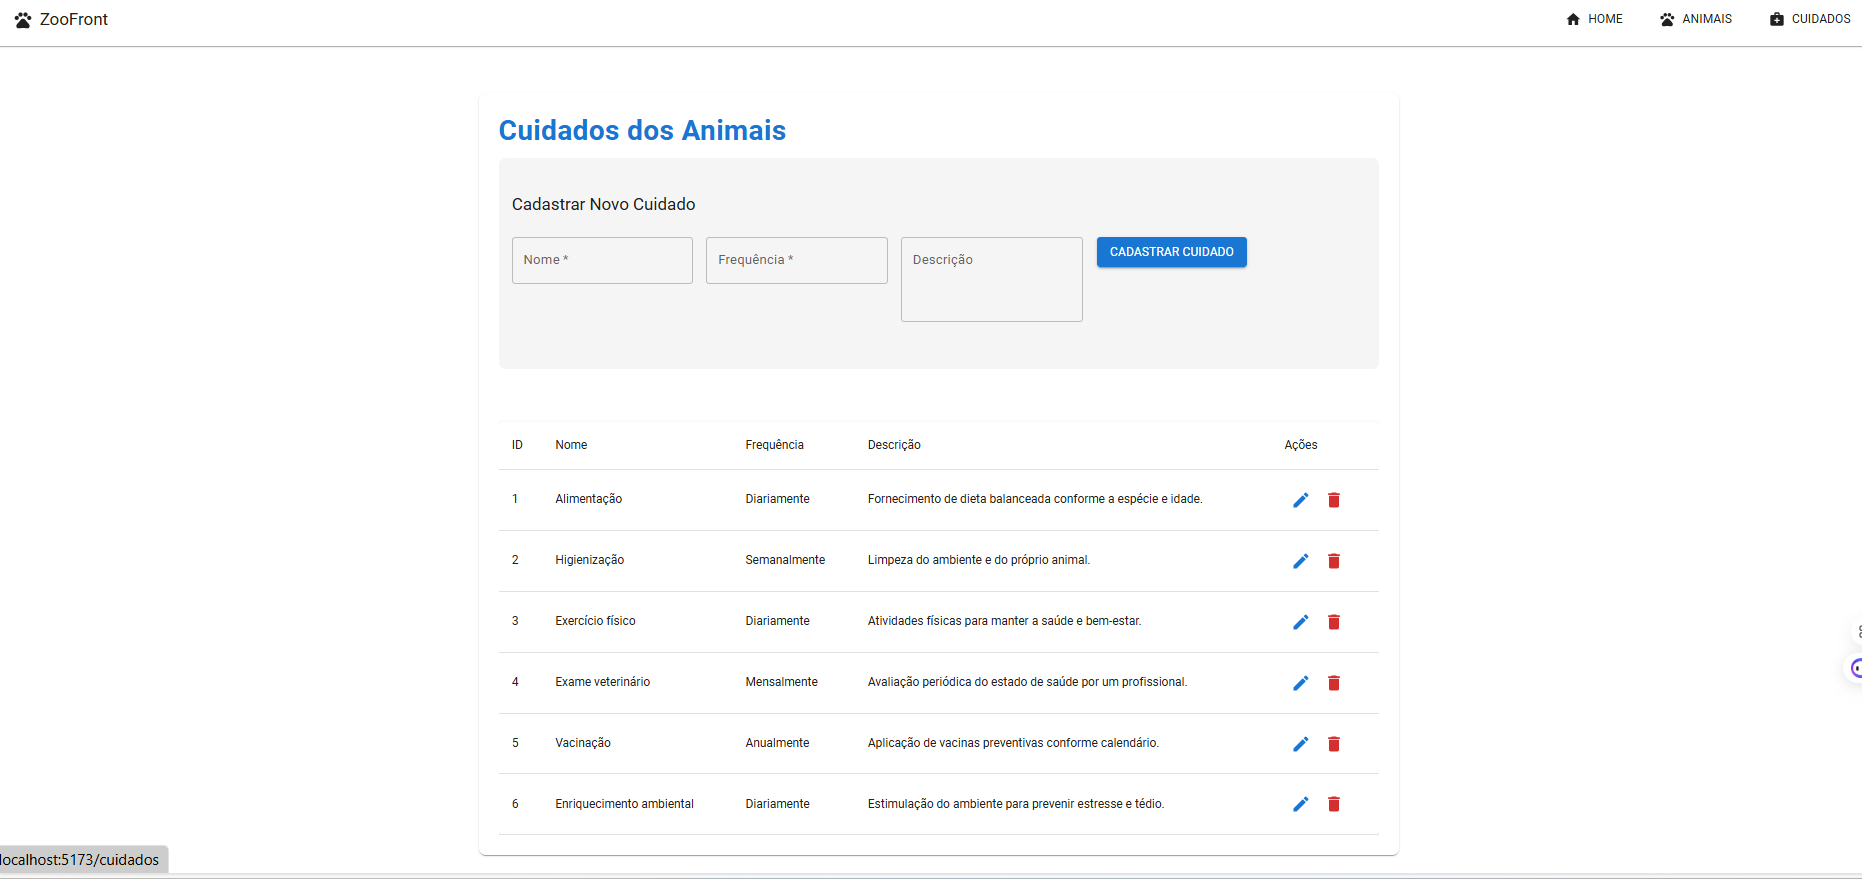 ZooFront HOME ANIMAIS CUIDADOS
Cuidados dos Animais
Cadastrar Novo Cuidado
Nome * Frequência * Descrição CADASTRAR CUIDADO
ID Nome Frequência Descrição Ações
1 Alimentação Diariamente Fornecimento de dieta balanceada conforme a espécie e idade.
2 Higienização Semanalmente Limpeza do ambiente e do próprio animal.
3 Exercício físico Diariamente Atividades físicas para manter a saúde e bem-estar.
4 Exame veterinário Mensalmente Avaliação periódica do estado de saúde por um profissional.
5 Vacinação Anualmente Aplicação de vacinas preventivas conforme calendário.
6 Enriquecimento ambiental Diariamente Estimulação do ambiente para prevenir estresse e tédio.
localhost:5173/cuidados